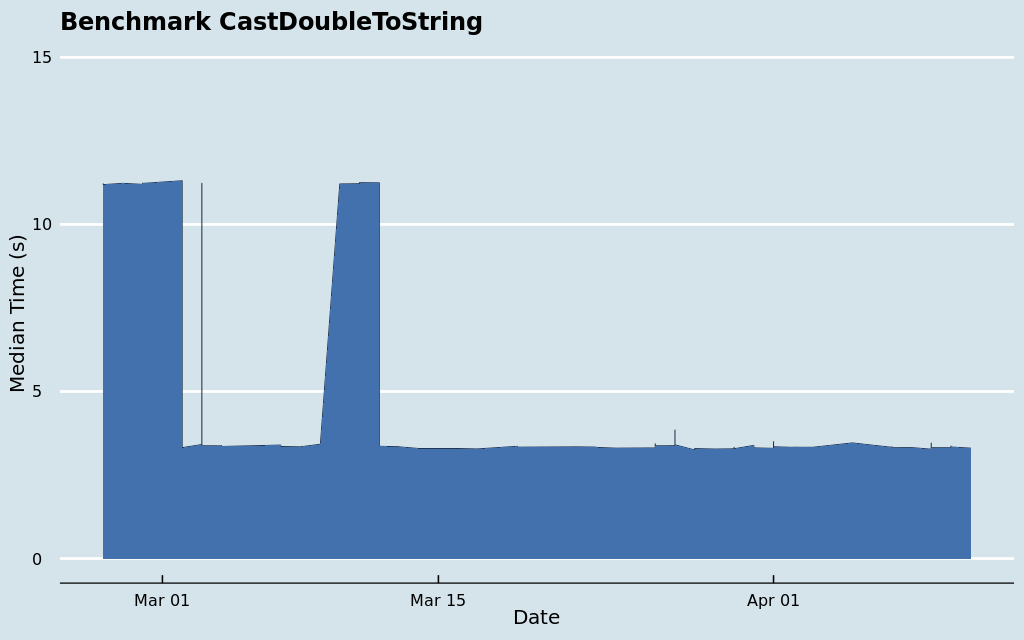 Benchmark CastDoubleToString
Median Time (s)
15
10
5
0
Mar 01
Mar 15
Apr 01
Date